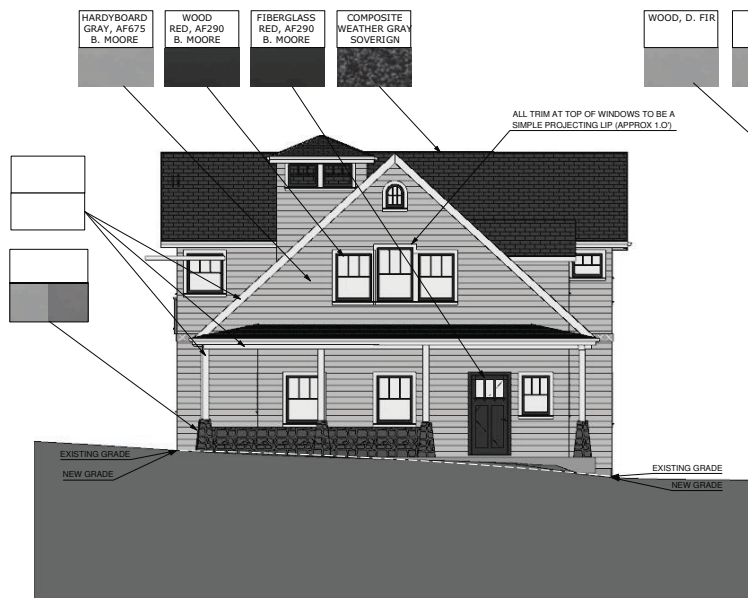 HARDYBOARD
GRAY, AF675
B. MOORE
WOOD
RED, AF290
B. MOORE
FIBERGLASS
RED, AF290
B. MOORE
COMPOSITE
WEATHER GRAY
SOVERIGN
WOOD, D. FIR
ALL TRIM AT TOP OF WINDOWS TO BE A
SIMPLE PROJECTING LIP (APPROX 1.0')
EXISTING GRADE
NEW GRADE
EXISTING GRADE
NEW GRADE